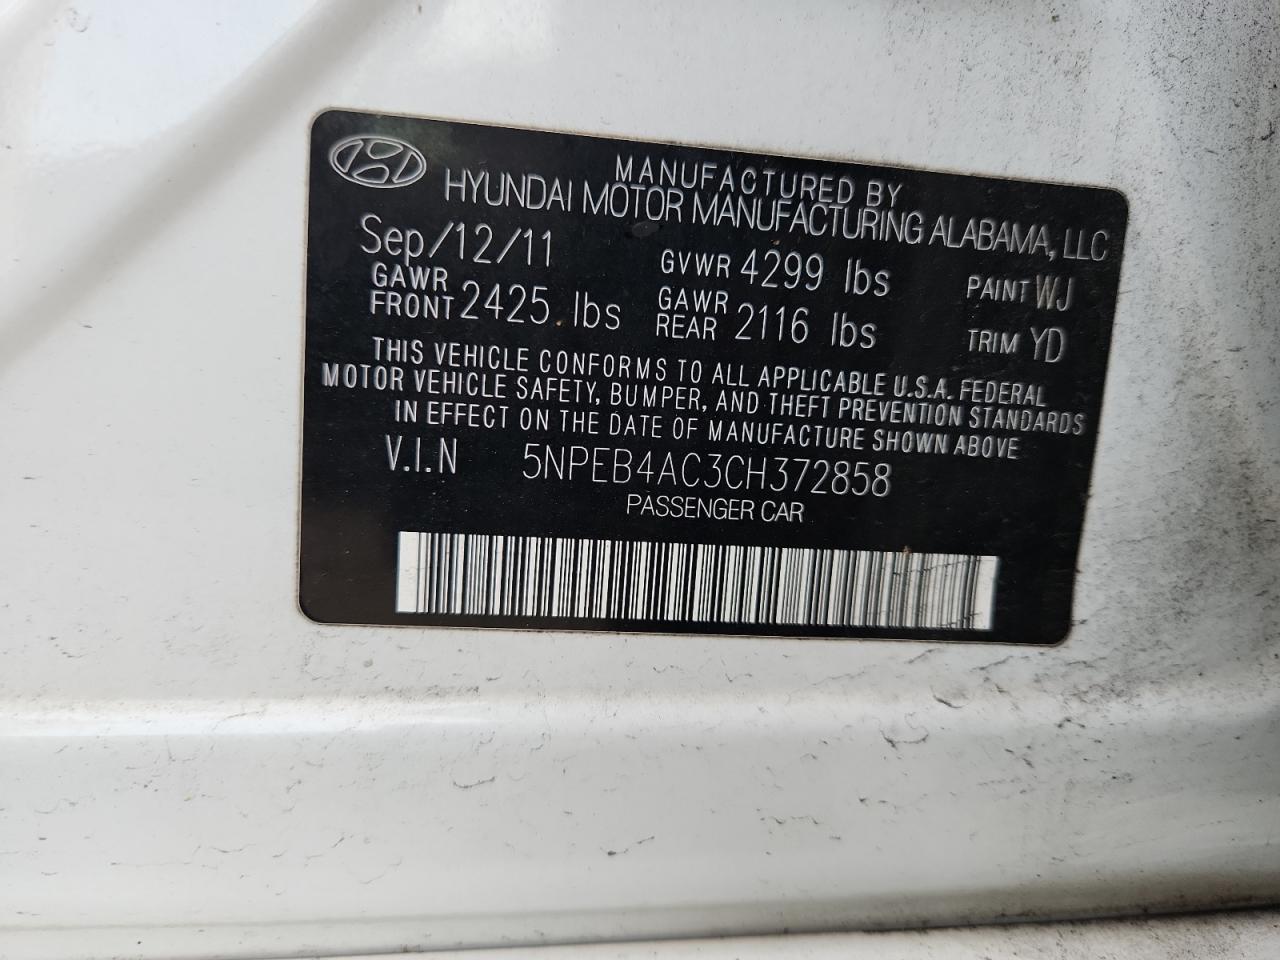 MANUFACTURED BY
HYUNDAI MOTOR MANUFACTURING ALABAMA, LLC
Sep/12/11 GVWR 4299 lbs PAINT WJ
GAWR FRONT 2425 lbs GAWR REAR 2116 lbs TRIM YD
THIS VEHICLE CONFORMS TO ALL APPLICABLE U.S.A. FEDERAL
MOTOR VEHICLE SAFETY, BUMPER, AND THEFT PREVENTION STANDARDS
IN EFFECT ON THE DATE OF MANUFACTURE SHOWN ABOVE
V.I.N 5NPEB4AC3CH372858
PASSENGER CAR